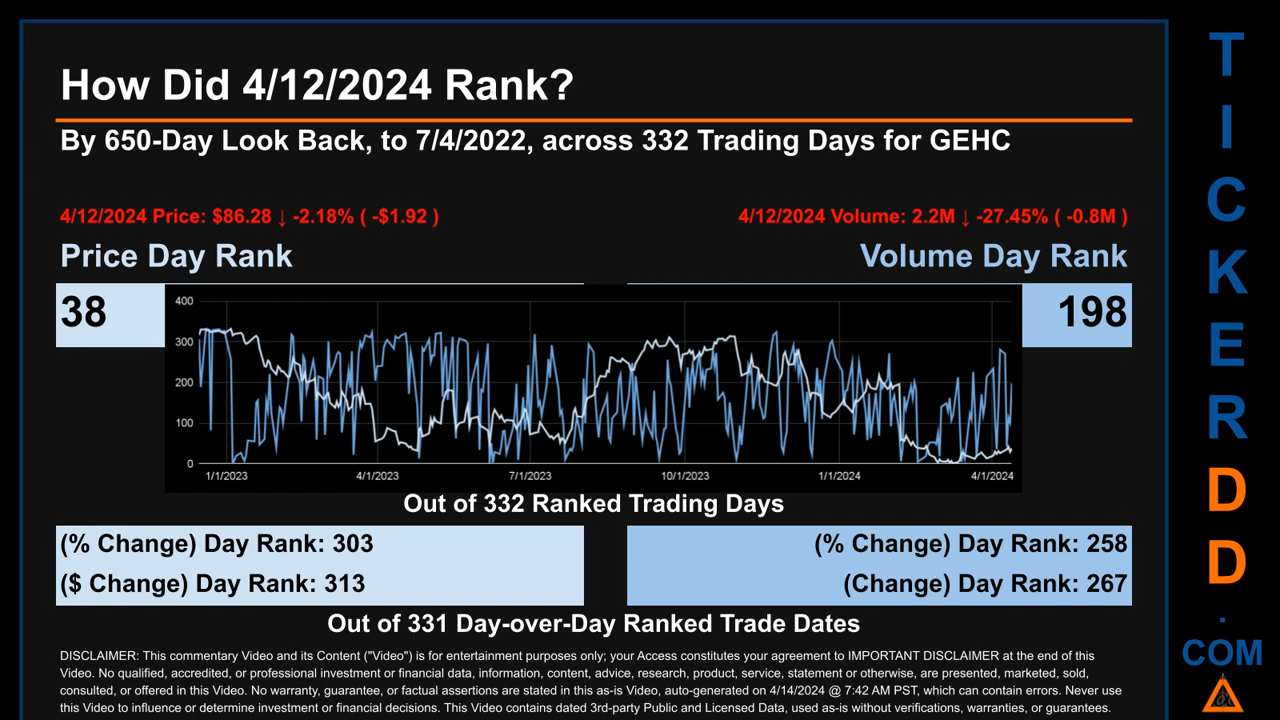 How Did 4/12/2024 Rank?
By 650-Day Look Back, to 7/4/2022, across 332 Trading Days for GEHC
4/12/2024 Price: $86.28 ↓ -2.18% ( -$1.92 )
4/12/2024 Volume: 2.2M ↓ -27.45% ( -0.8M )
Price Day Rank
Volume Day Rank
38
198
400
300
200
100
0
1/1/2023
4/1/2023
7/1/2023
10/1/2023
1/1/2024
4/1/2024
Out of 332 Ranked Trading Days
(% Change) Day Rank: 303
($ Change) Day Rank: 313
(% Change) Day Rank: 258
(Change) Day Rank: 267
Out of 331 Day-over-Day Ranked Trade Dates
DISCLAIMER: This commentary Video and its Content ("Video") is for entertainment purposes only; your Access constitutes your agreement to IMPORTANT DISCLAIMER at the end of this
Video. No qualified, accredited, or professional investment or financial data, information, content, advice, research, product, service, statement or otherwise, are presented, marketed, sold,
consulted, or offered in this Video. No warranty, guarantee, or factual assertions are stated in this as-is Video, auto-generated on 4/14/2024 @ 7:42 AM PST, which can contain errors. Never use
this Video to influence or determine investment or financial decisions. This Video contains dated 3rd-party Public and Licensed Data, used as-is without verifications, warranties, or guarantees.
T
I
C
K
E
R
D
D
.
COM